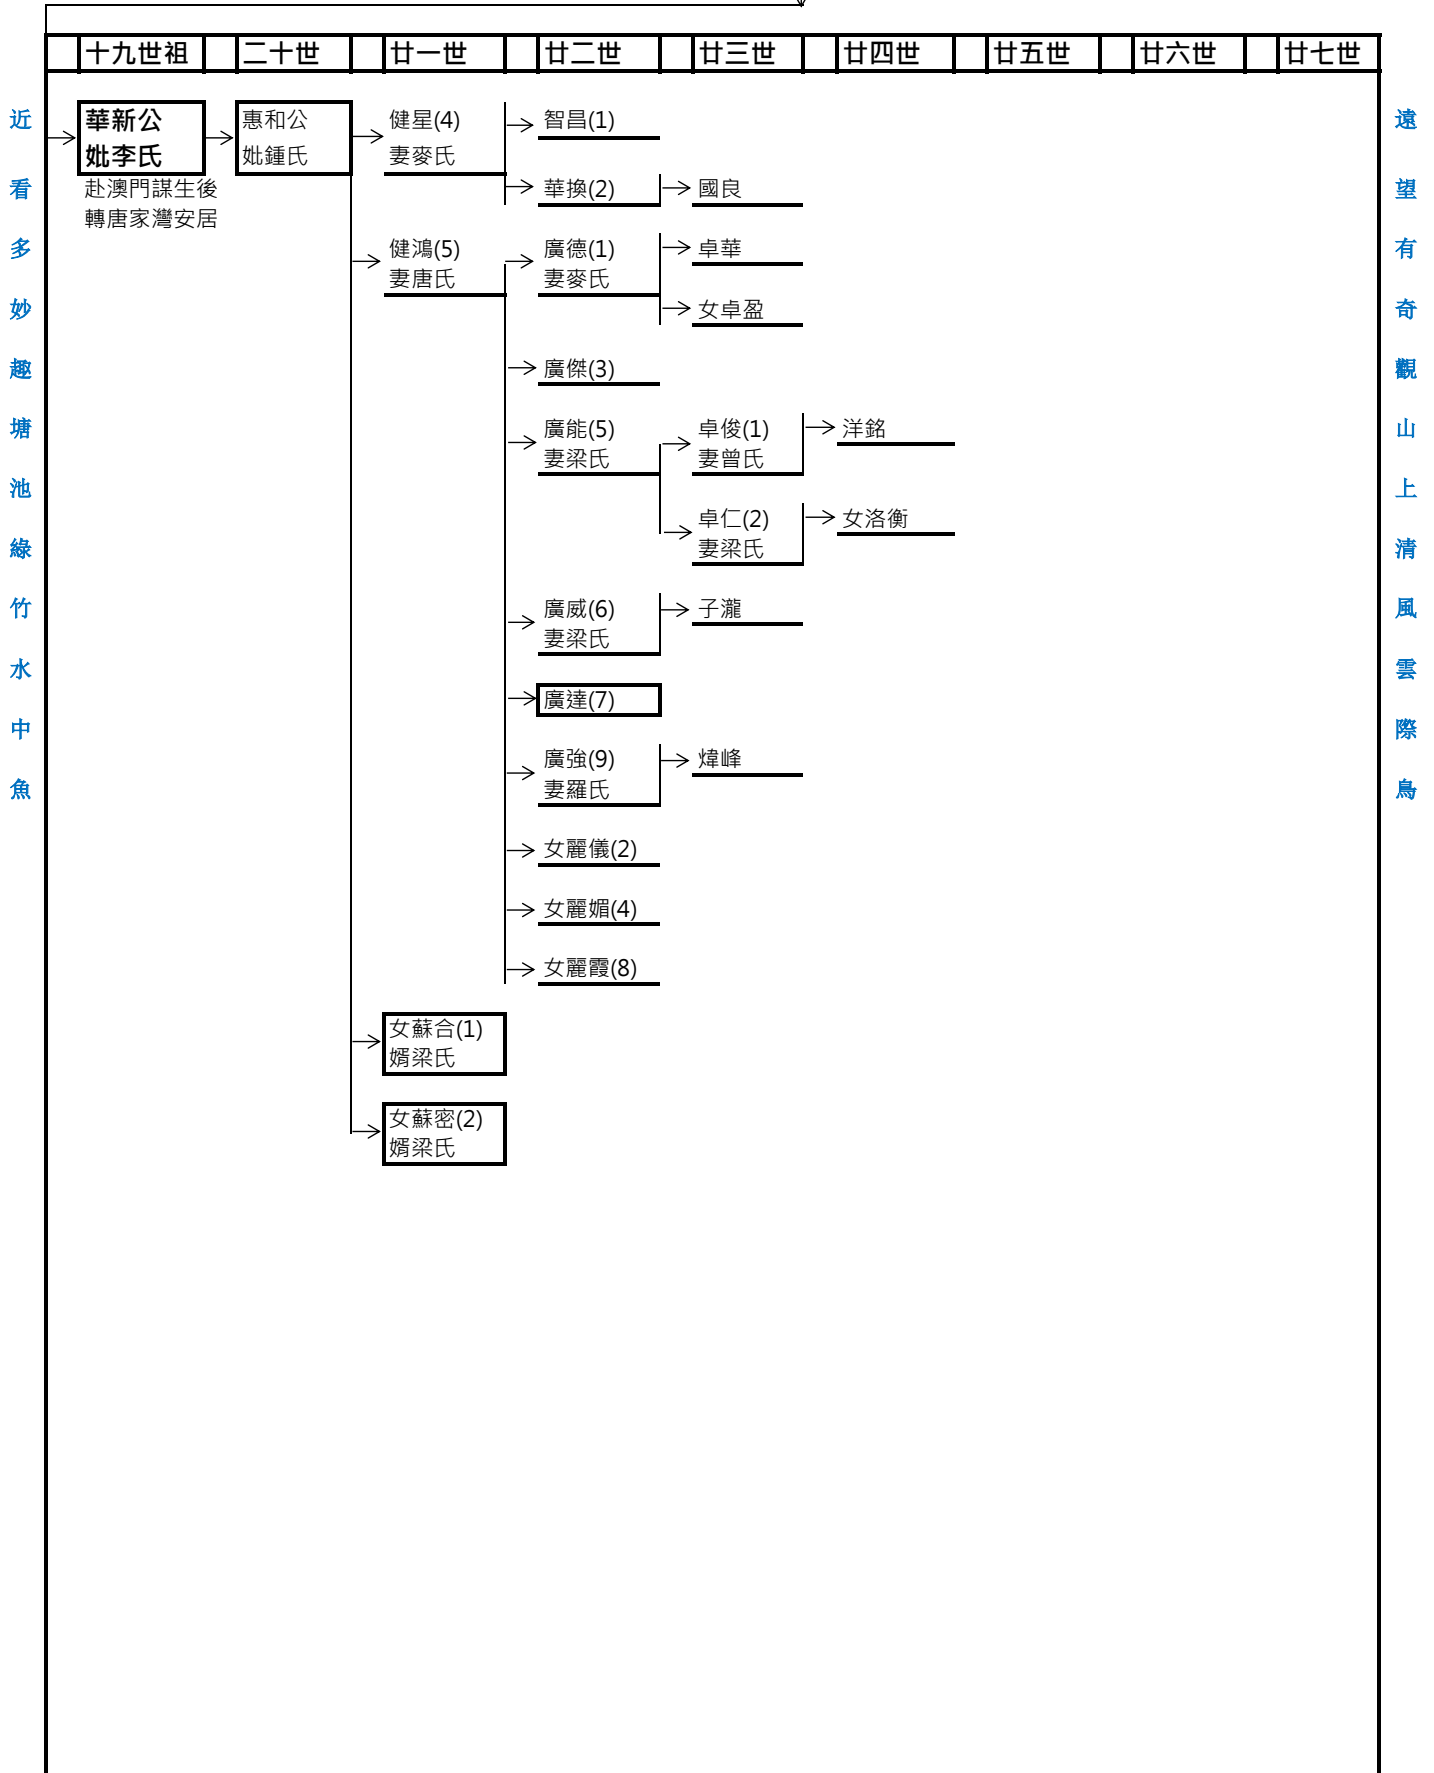 十九世祖 二十世 廿一世 廿二世 廿三世 廿四世 廿五世 廿六世 廿七世
華新公
妣李氏
赴澳門謀生後
轉唐家灣安居
惠和公
妣鍾氏
健星(4)
妻麥氏
智昌(1)
華換(2)
國良
健鴻(5)
妻唐氏
廣德(1)
妻麥氏
卓華
女卓盈
廣傑(3)
廣能(5)
妻梁氏
卓俊(1)
妻曾氏
洋銘
卓仁(2)
妻梁氏
女洛衡
廣威(6)
妻梁氏
子瀧
廣達(7)
廣強(9)
妻羅氏
煒峰
女麗儀(2)
女麗媚(4)
女麗霞(8)
女蘇合(1)
婿梁氏
女蘇密(2)
婿梁氏
遠望有奇觀山上清風雲際鳥
近看多妙趣塘池綠竹水中魚